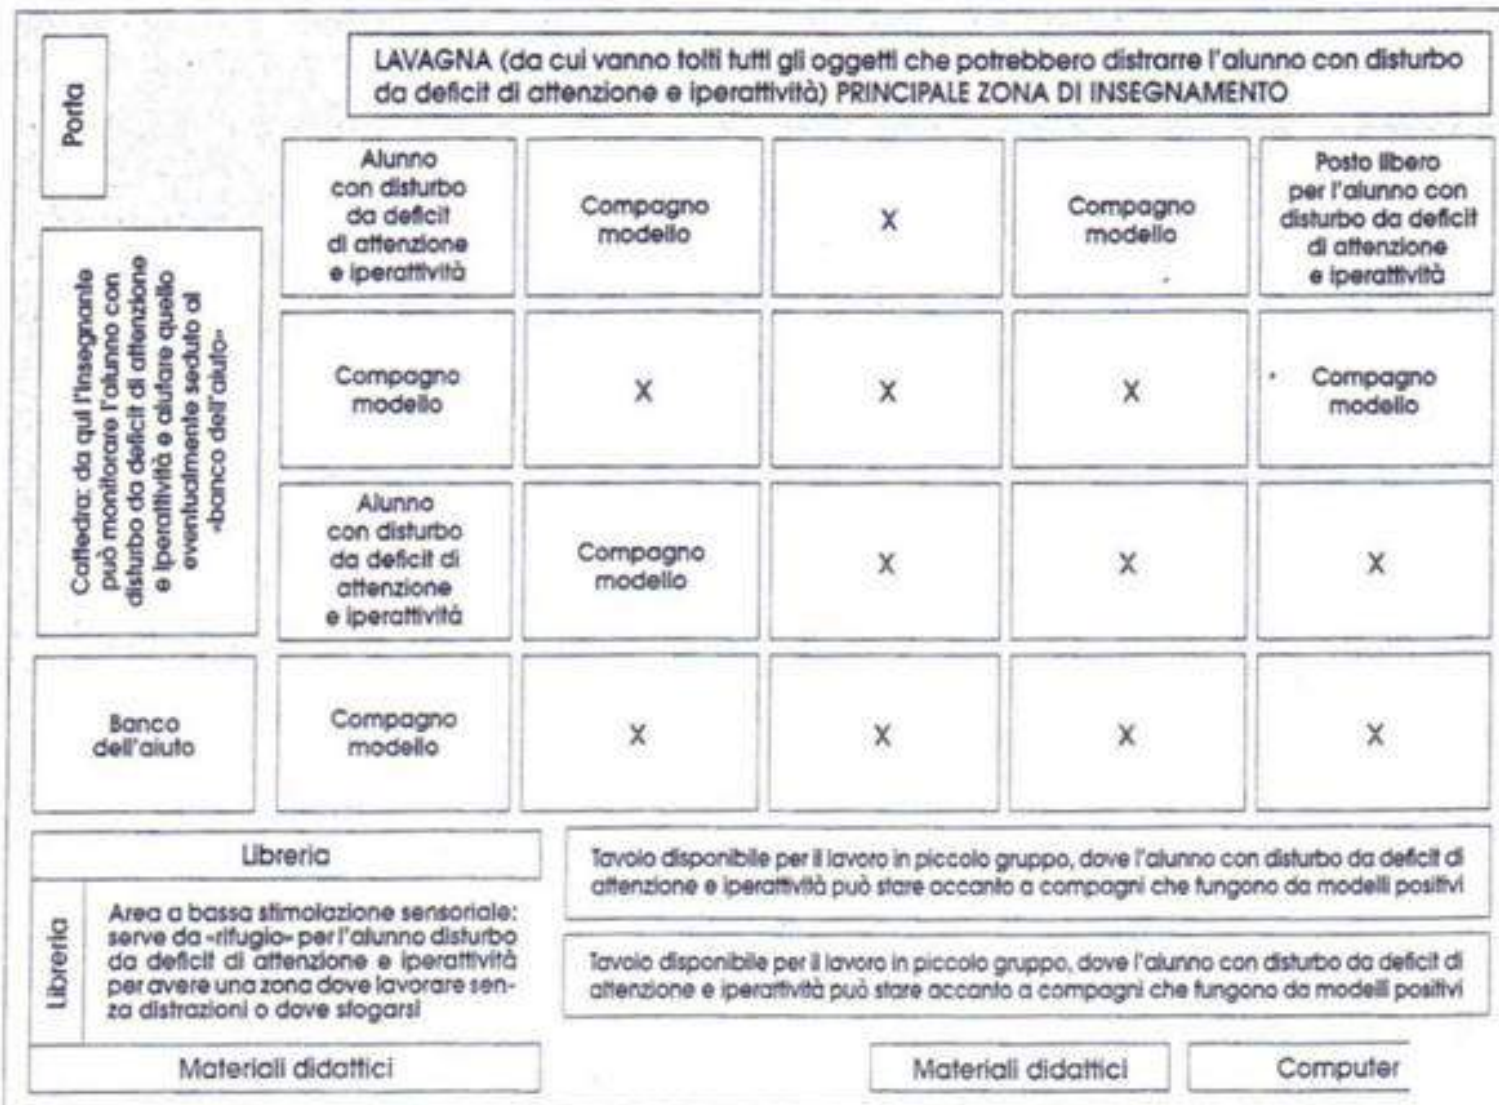 Porta
LAVAGNA (da cui vanno tolti tutti gli oggetti che potrebbero distrarre l'alunno con disturbo
da deficit di attenzione e iperattività) PRINCIPALE ZONA DI INSEGNAMENTO
Alunno
con disturbo
da deficit
di attenzione
e iperattività
Compagno
modello
X
Compagno
modello
Posto libero
per l'alunno con
disturbo da deficit
di attenzione
e iperattività
Cattedra: da qui l'insegnante
può monitorare l'alunno con
disturbo da deficit di attenzione
e iperattività e aiutare quello
eventualmente seduto al
«banco dell'aiuto»
Compagno
modello
X
X
X
Compagno
modello
Alunno
con disturbo
da deficit di
attenzione
e iperattività
Compagno
modello
X
X
X
Banco
dell'aiuto
Compagno
modello
X
X
X
X
Libreria
Libreria
Area a bassa stimolazione sensoriale:
serve da «rifugio» per l'alunno disturbo
da deficit di attenzione e iperattività
per avere una zona dove lavorare sen-
za distrazioni o dove sfogarsi
Materiali didattici
Tavolo disponibile per il lavoro in piccolo gruppo, dove l'alunno con disturbo da deficit di
attenzione e iperattività può stare accanto a compagni che fungono da modelli positivi
Tavolo disponibile per il lavoro in piccolo gruppo, dove l'alunno con disturbo da deficit di
attenzione e iperattività può stare accanto a compagni che fungono da modelli positivi
Materiali didattici
Computer